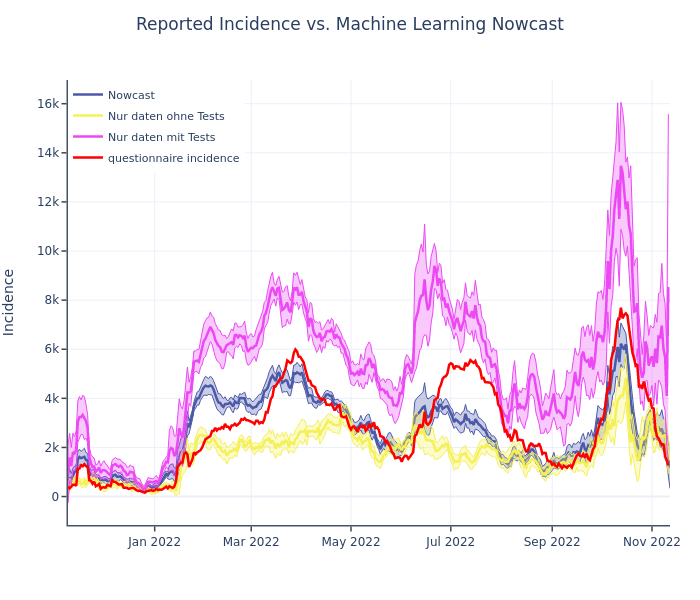 Reported Incidence vs. Machine Learning Nowcast
Nowcast
Nur daten ohne Tests
Nur daten mit Tests
questionnaire incidence
16k
14k
12k
10k
8k
6k
4k
2k
0
Incidence
Jan 2022
Mar 2022
May 2022
Jul 2022
Sep 2022
Nov 2022